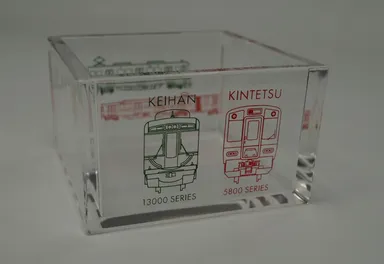 KEIHAN
13000 SERIES
KINTETSU
5800 SERIES